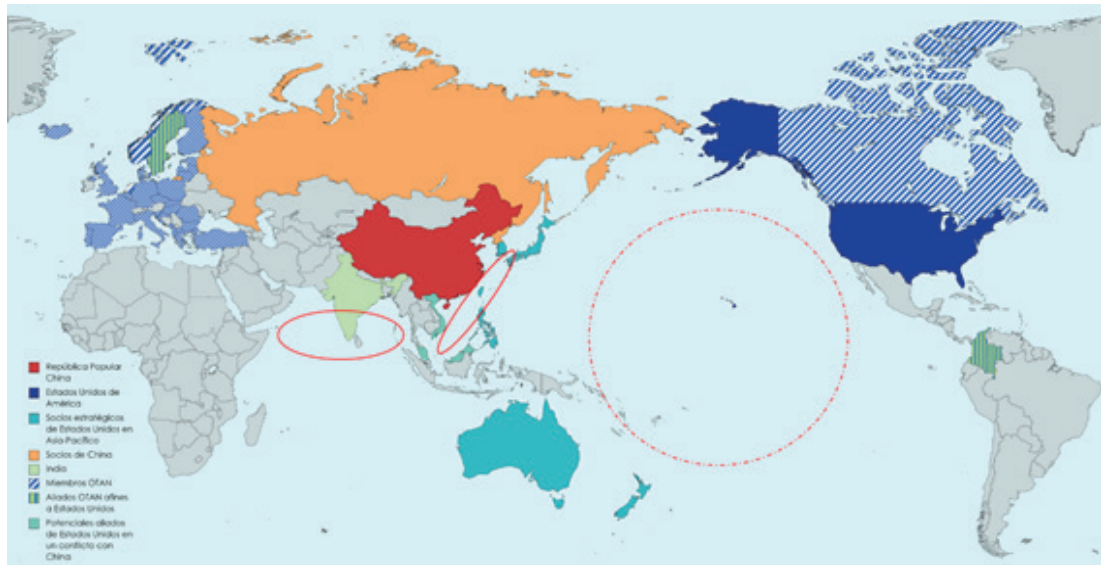 República Popular
China
Estados Unidos de
América
Socios estratégicos
de Estados Unidos en
Asia-Pacífico
Socios de China
India
Miembros OTAN
Aliados OTAN afines
a Estados Unidos
Potenciales aliados
de Estados Unidos en
un conflicto con
China